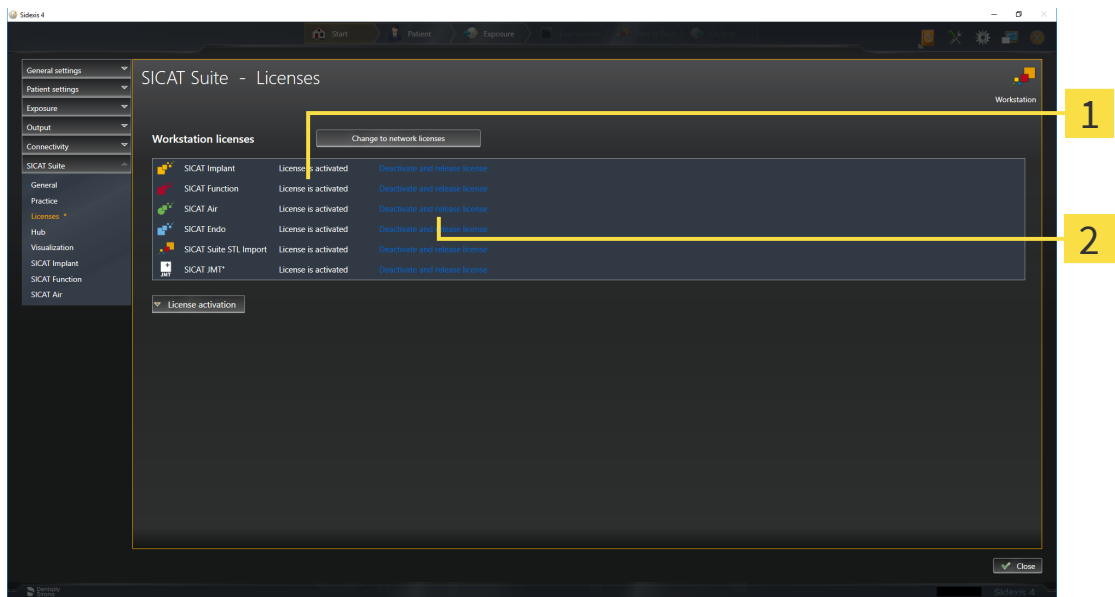 Sidexis 4
Start Patient Exposure
General settings
Patient settings
Exposure
Output
Connectivity
SICAT Suite
General
Practice
Licenses *
Hub
Visualization
SICAT Implant
SICAT Function
SICAT Air
SICAT Suite - Licenses
Workstation
Workstation licenses Change to network licenses
SICAT Implant License is activated Deactivate and release license
SICAT Function License is activated Deactivate and release license
SICAT Air License is activated Deactivate and release license
SICAT Endo License is activated Deactivate and release license
SICAT Suite STL Import License is activated Deactivate and release license
JMT SICAT JMT⁺ License is activated Deactivate and release license
License activation
1
2
Close
Dentsply
Sirona
Sidexis 4